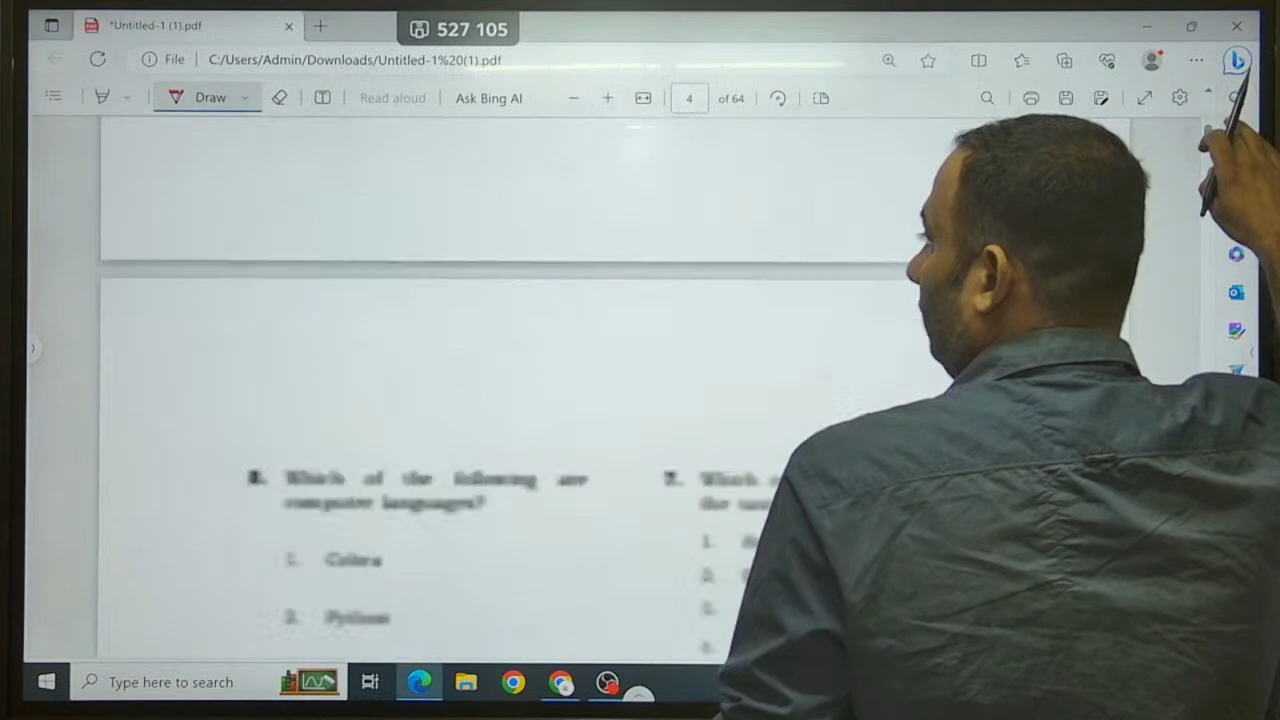 *Untitled-1 (1).pdf
527 105
File
C:/Users/Admin/Downloads/Untitled-1%20(1).pdf
Draw
Read aloud
Ask Bing AI
4
of 64
Which of the following are
computer languages?
1. Cobra
2. Python
7. Which
1.
2.
Type here to search